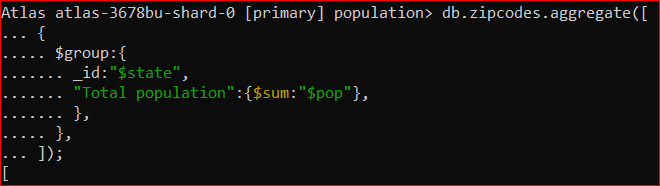 Atlas atlas-3678bu-shard-0 [primary] population> db.zipcodes.aggregate([
... {
..... $group:{
....... _id:"$state",
....... "Total population":{$sum:"$pop"},
....... },
..... },
... ]);
[